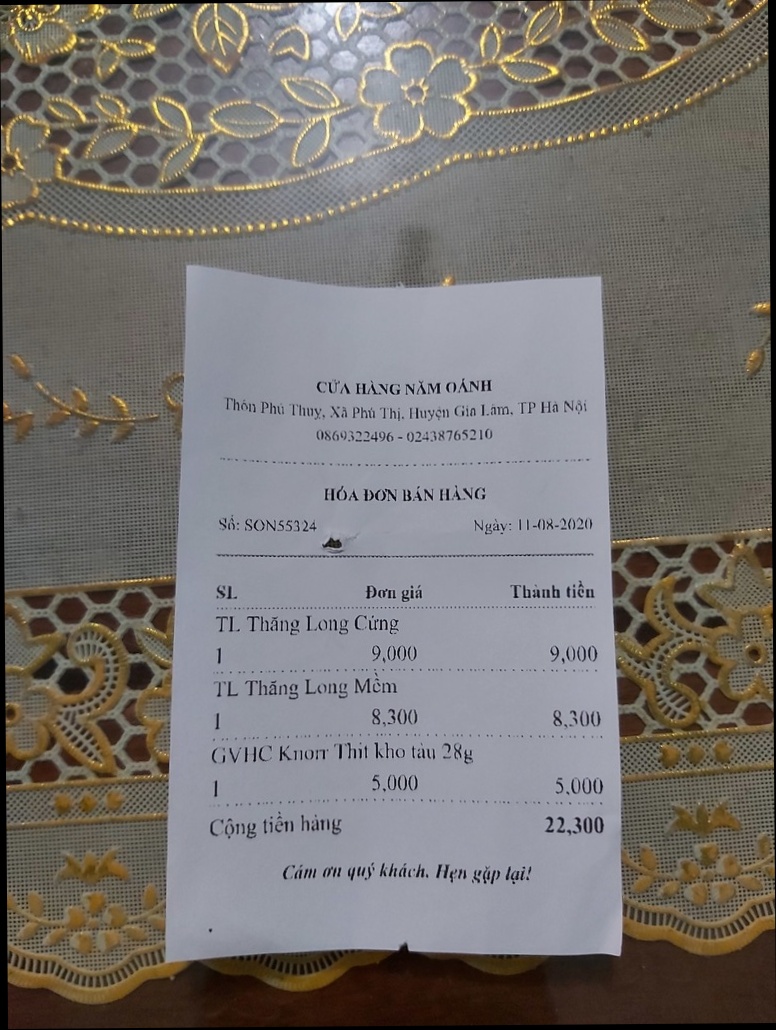 CỬA HÀNG NĂM OÁNH
Thôn Phú Thuỵ, Xã Phú Thị, Huyện Gia Lâm, TP Hà Nội
0869322496 - 02438765210
HÓA ĐƠN BÁN HÀNG
Số: SON55324 Ngày: 11-08-2020
SL Đơn giá Thành tiền
TL Thăng Long Cứng
1 9,000 9,000
TL Thăng Long Mềm
1 8,300 8,300
GVHC Knorr Thịt kho tàu 28g
1 5,000 5,000
Cộng tiền hàng 22,300
Cám ơn quý khách. Hẹn gặp lại!